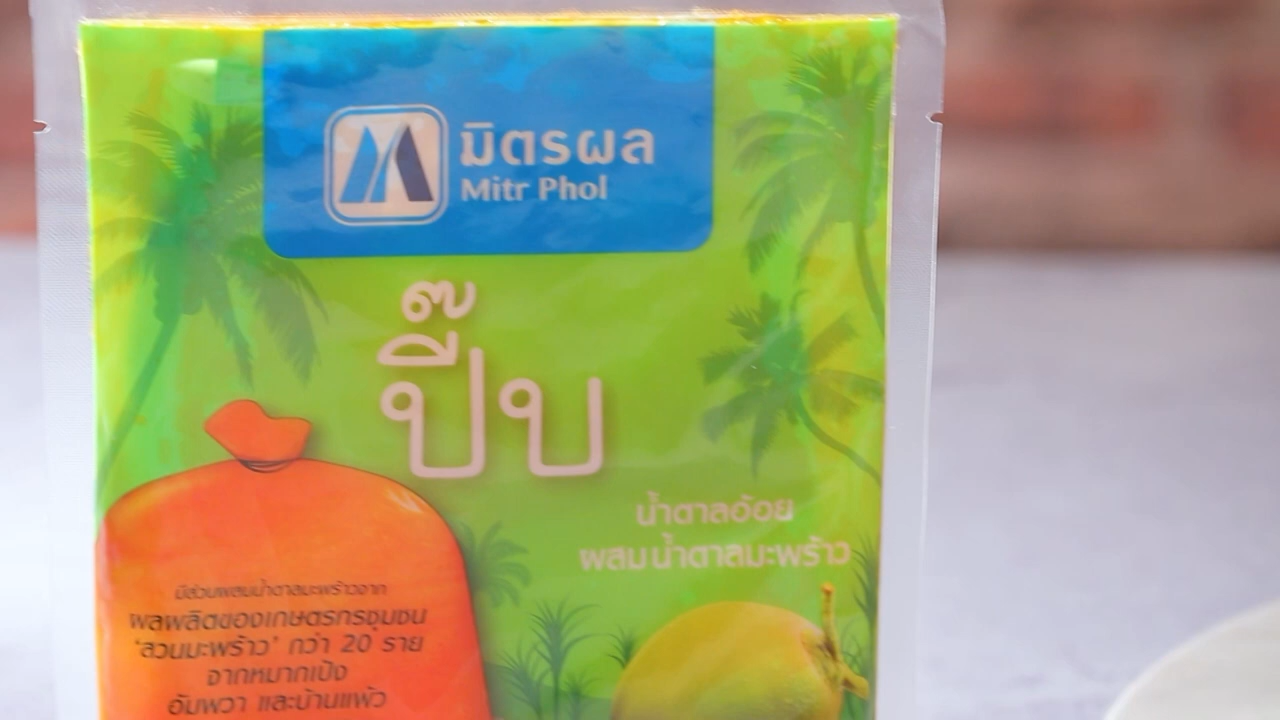 มิตรผล
Mitr Phol
ปี๊บ
น้ำตาลอ้อย
ผสมน้ำตาลมะพร้าว
มีส่วนผสมน้ำตาลมะพร้าวจาก
ผลผลิตของเกษตรกรชุมชน
'สวนมะพร้าว' กว่า 20 ราย
จากหมากเป้ง
อัมพวา และบ้านแพ้ว